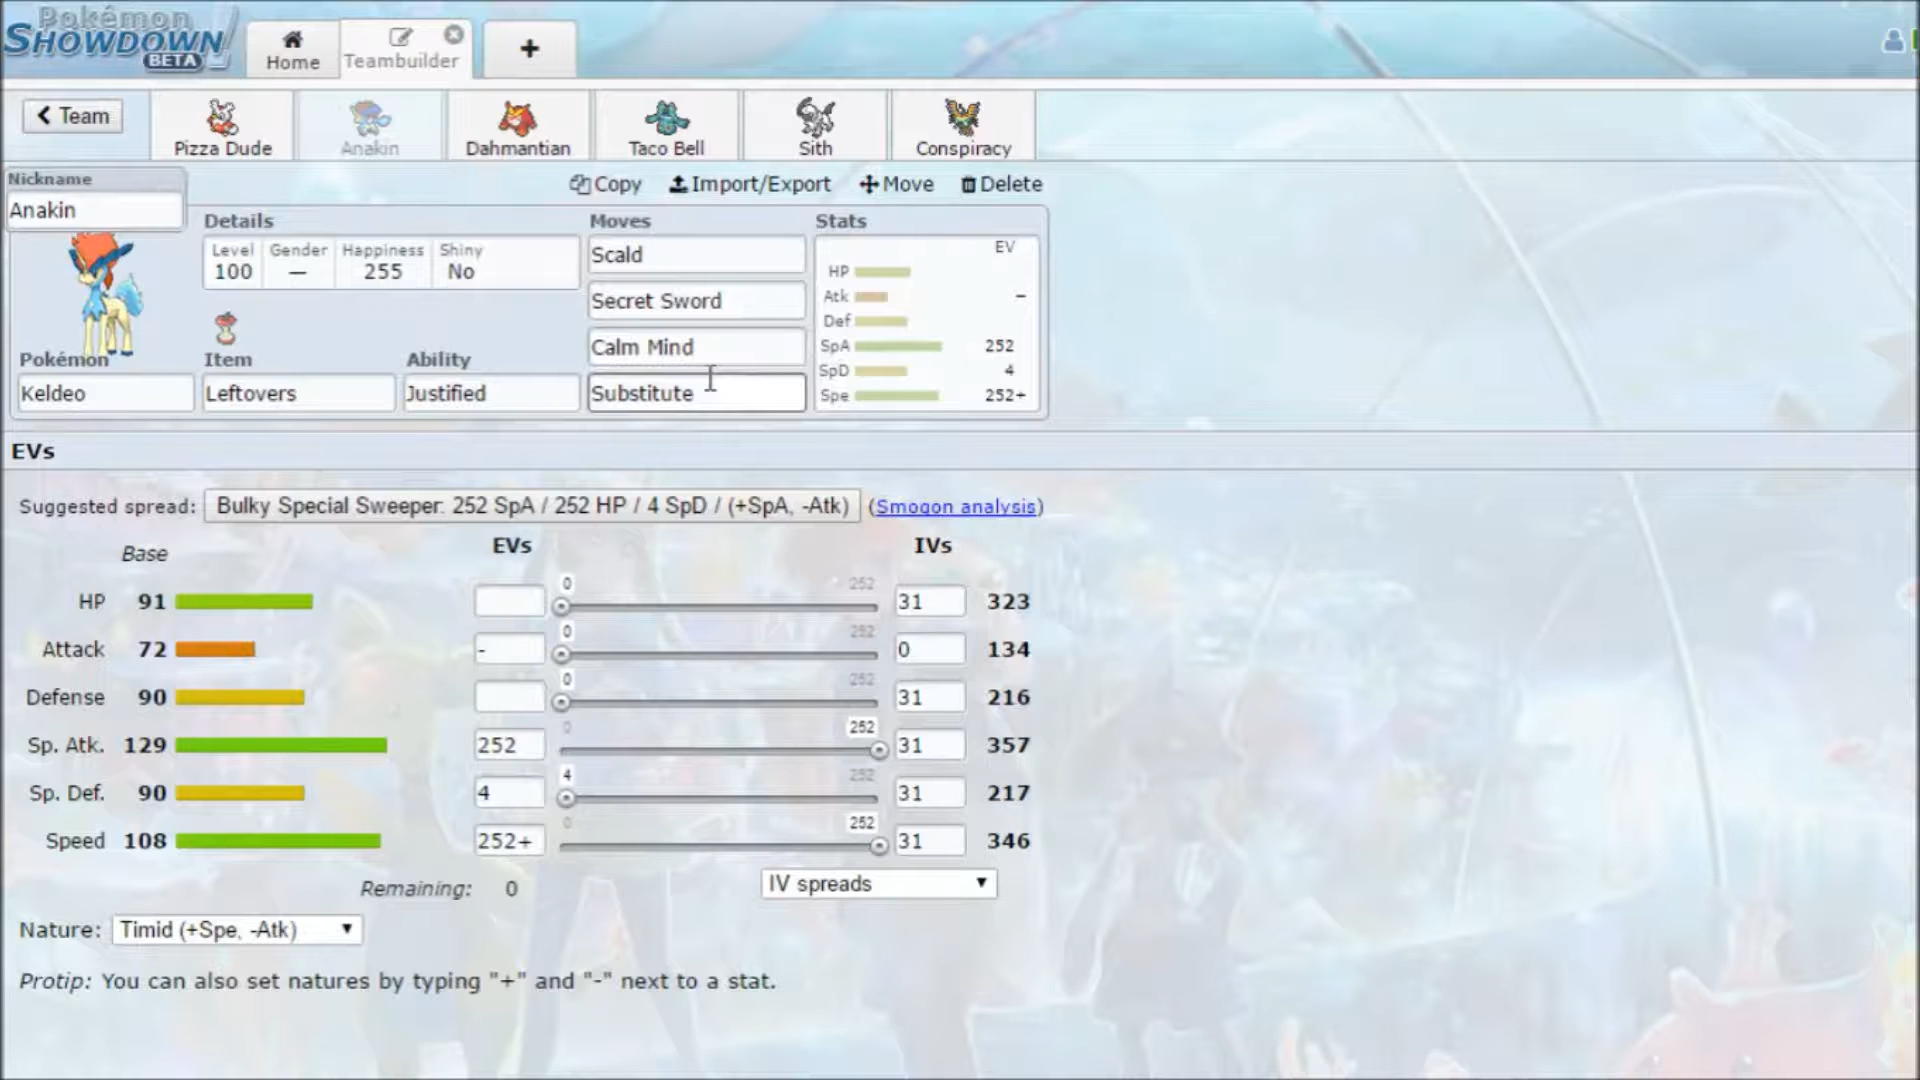 Pokémon
SHOWDOWN
BETA
Home
Teambuilder
+
Team
Pizza Dude
Anakin
Dahmantian
Taco Bell
Sith
Conspiracy
Copy Import/Export Move Delete
Nickname
Anakin
Details
Level Gender Happiness Shiny
100 — 255 No
Pokémon
Keldeo
Item
Leftovers
Ability
Justified
Moves
Scald
Secret Sword
Calm Mind
Substitute
Stats
EV
HP
Atk -
Def
SpA 252
SpD 4
Spe 252+
EVs
Suggested spread: Bulky Special Sweeper: 252 SpA / 252 HP / 4 SpD / (+SpA, -Atk) (Smogon analysis)
Base EVs IVs
HP 91 0 252 31 323
Attack 72 - 0 252 0 134
Defense 90 0 252 31 216
Sp. Atk. 129 252 0 252 31 357
Sp. Def. 90 4 4 252 31 217
Speed 108 252+ 0 252 31 346
Remaining: 0
IV spreads
Nature: Timid (+Spe, -Atk)
Protip: You can also set natures by typing "+" and "-" next to a stat.